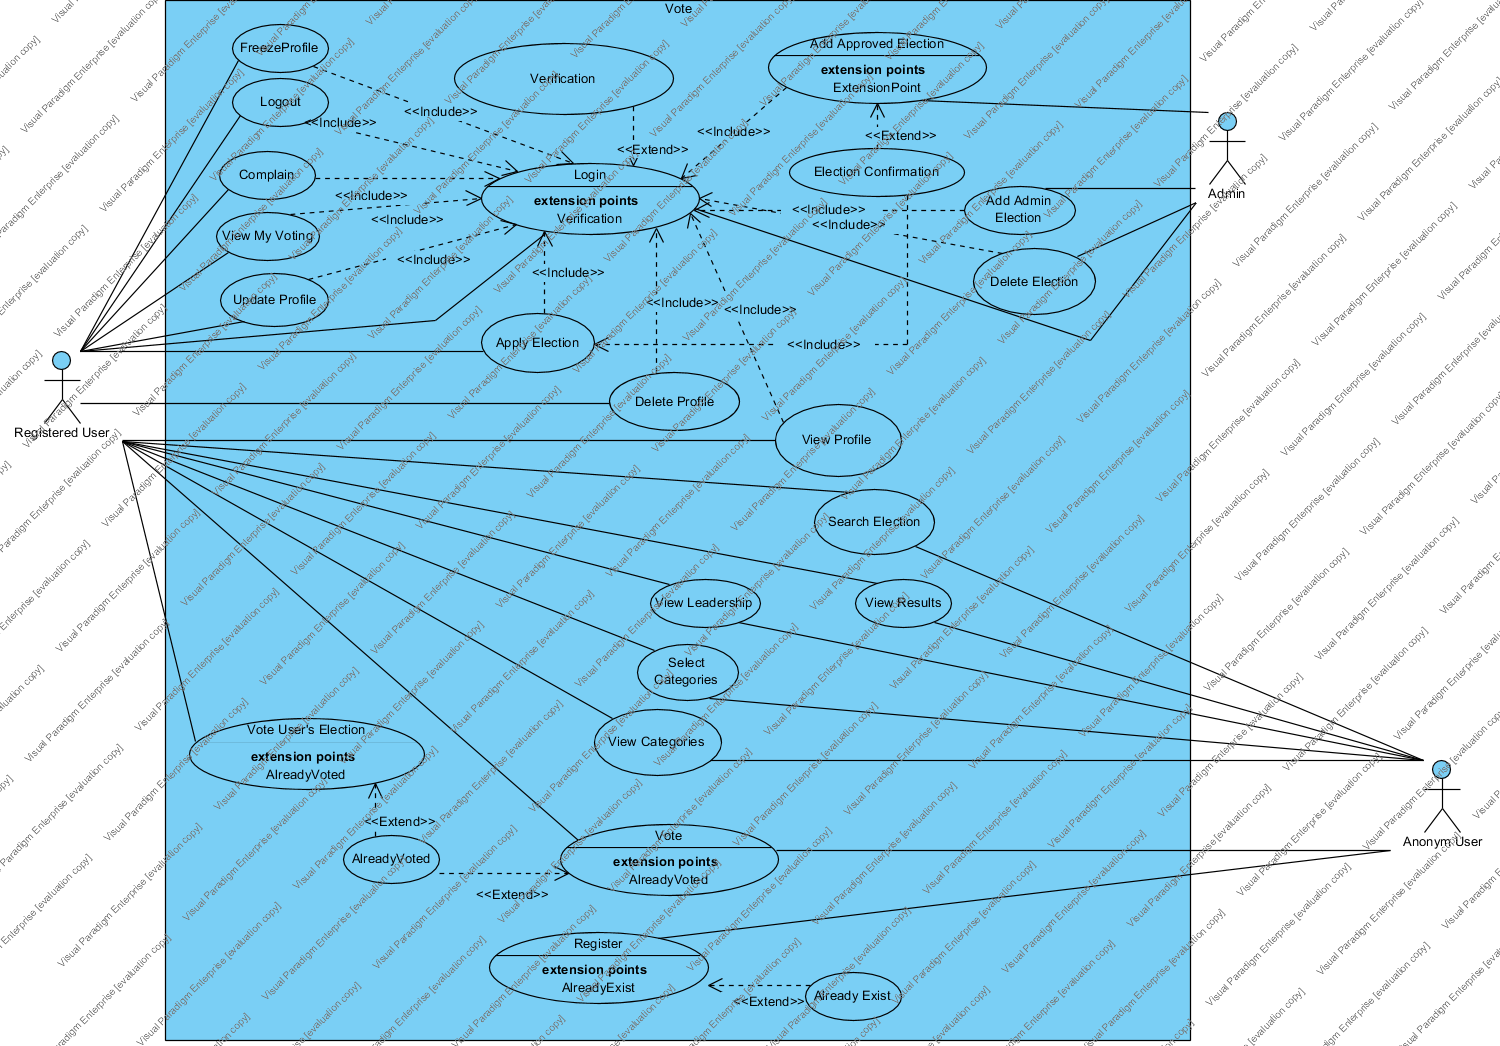 Vote
FreezeProfile
Add Approved Election
extension points
ExtensionPoint
Verification
Logout
<<Include>>
<<Include>>
<<Include>>
<<Extend>>
<<Extend>>
Complain
Login
extension points
Verification
Election Confirmation
Admin
<<Include>>
<<Include>>
Add Admin
Election
<<Include>>
<<Include>>
View My Voting
<<Include>>
<<Include>>
Delete Election
Update Profile
<<Include>>
<<Include>>
Apply Election
<<Include>>
Delete Profile
Registered User
View Profile
Search Election
View Leadership
View Results
Select
Categories
Vote User's Election
extension points
AlreadyVoted
View Categories
<<Extend>>
Vote
extension points
AlreadyVoted
Anonym User
AlreadyVoted
<<Extend>>
Register
extension points
AlreadyExist
Already Exist
<<Extend>>
Visual Paradigm Enterprise [evaluation copy]